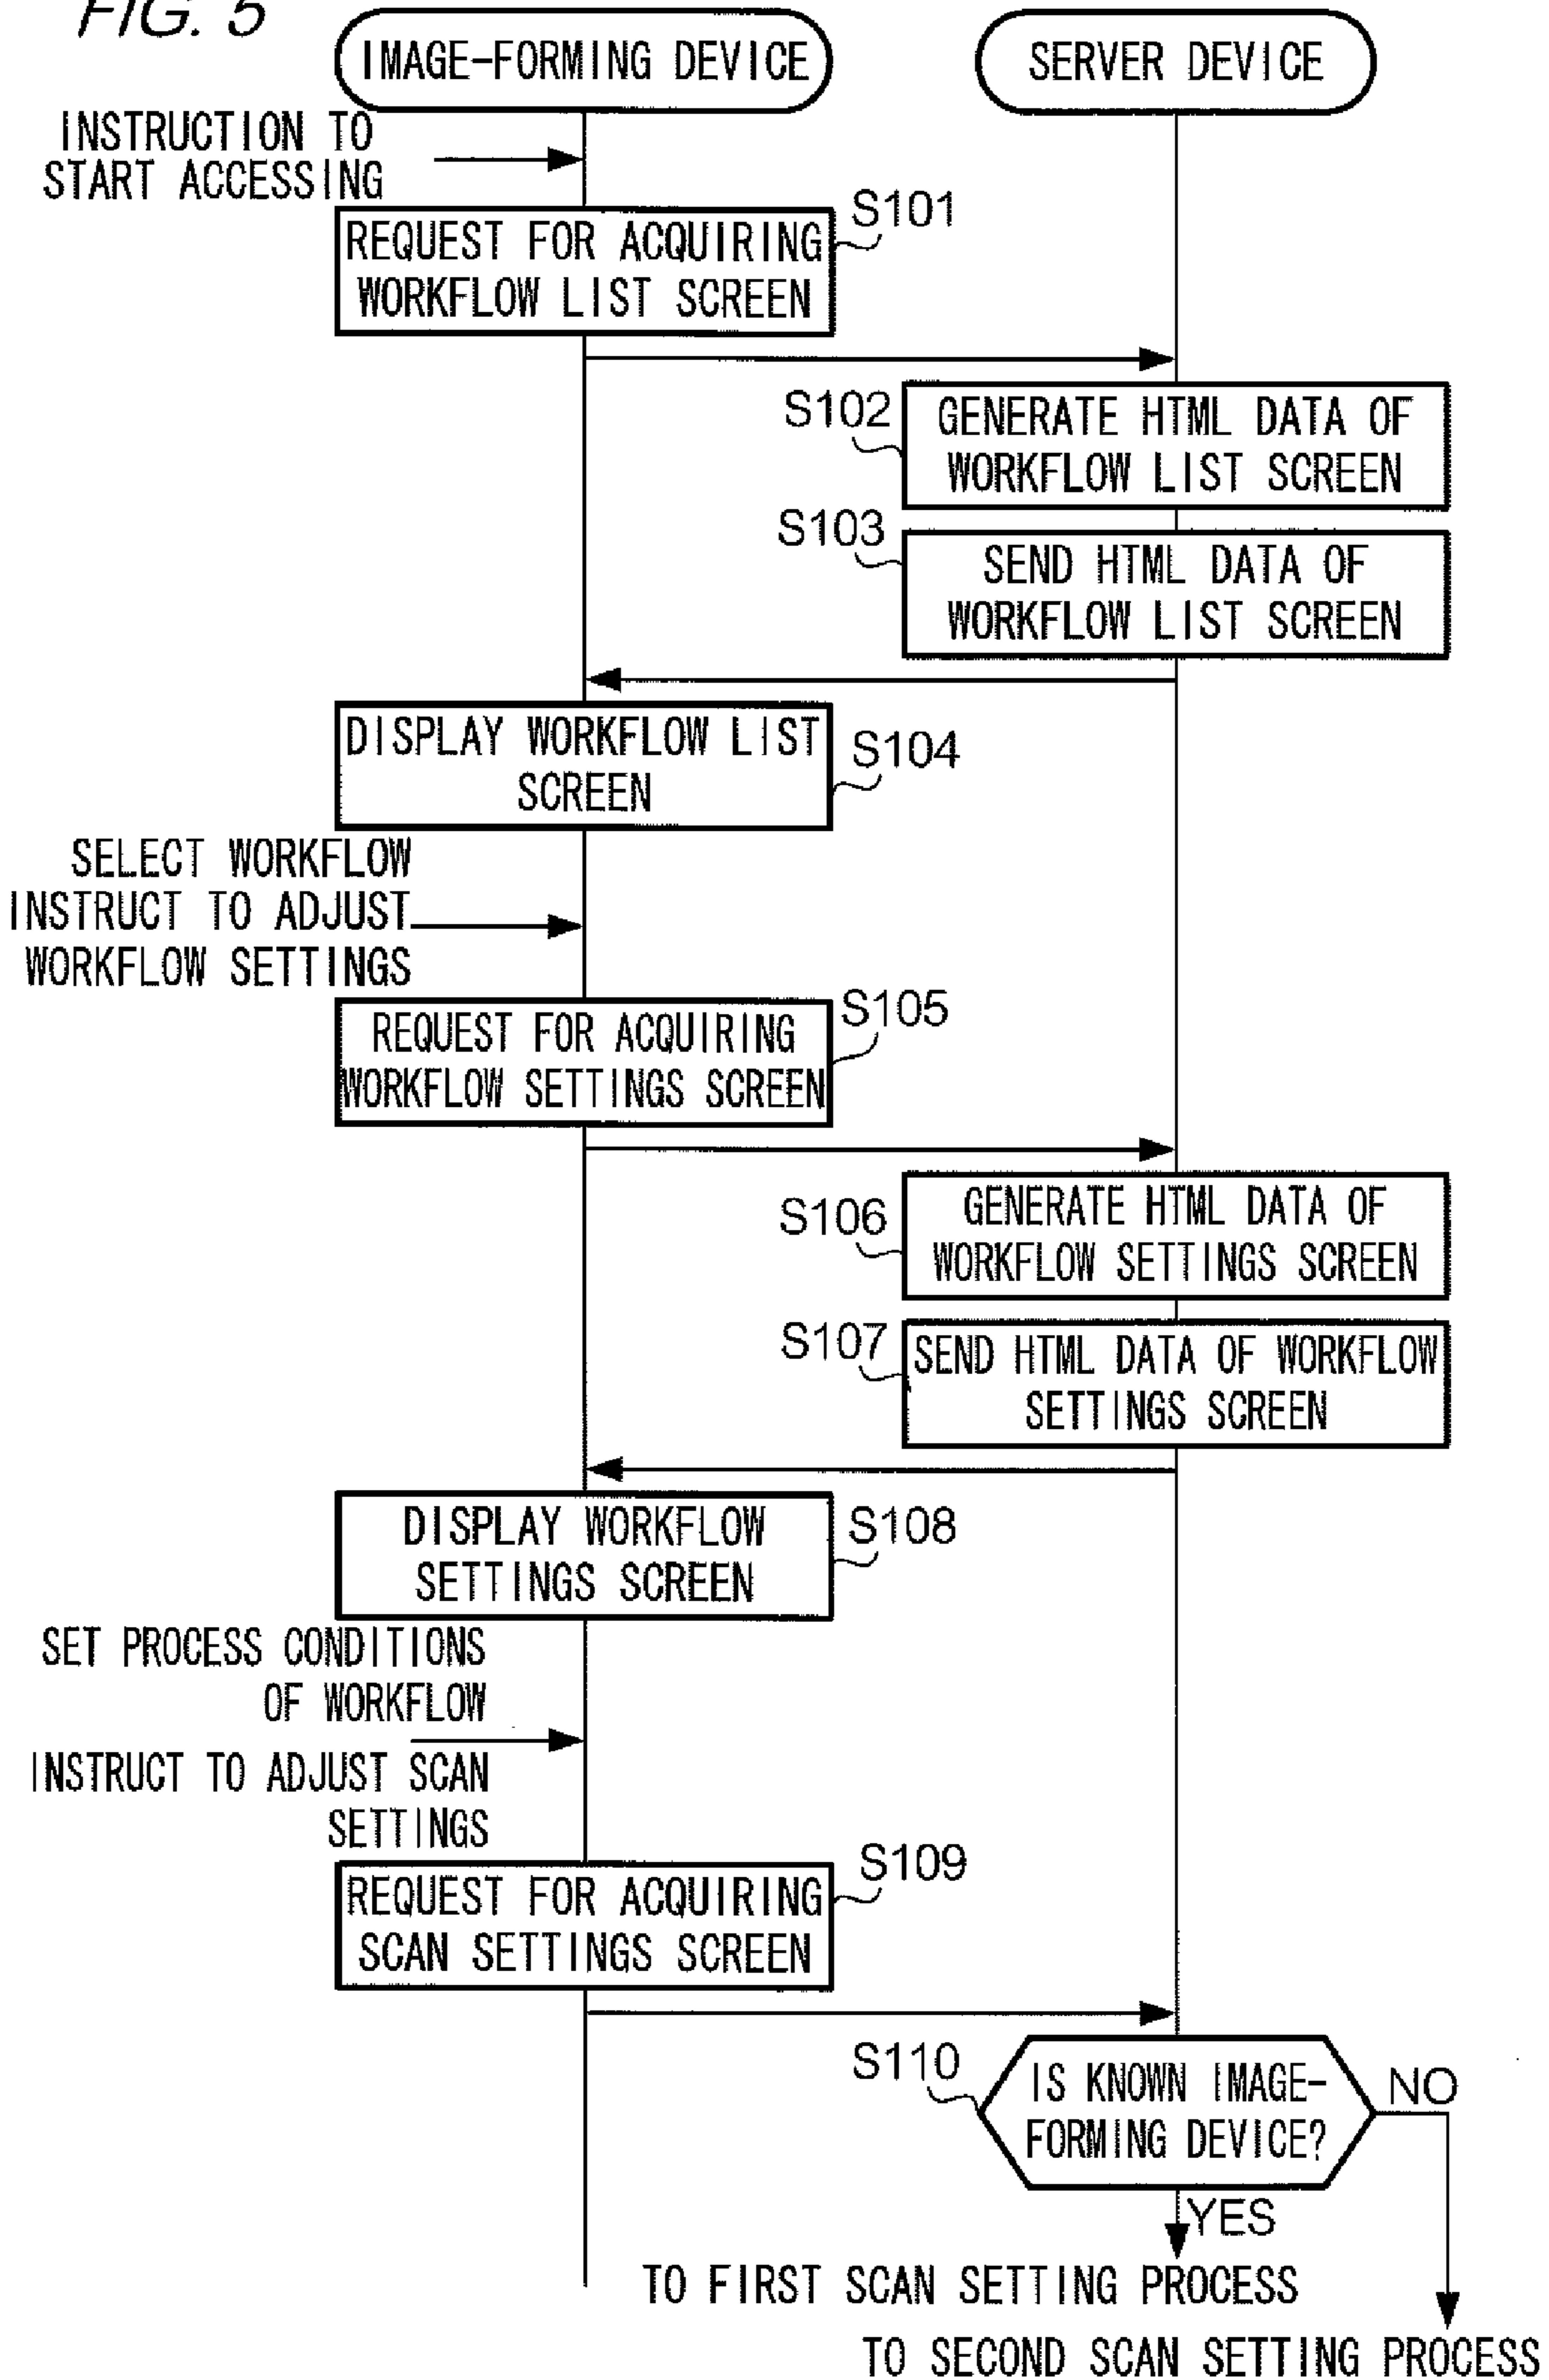 FIG. 5
IMAGE-FORMING DEVICE
SERVER DEVICE
INSTRUCTION TO
START ACCESSING
S101
REQUEST FOR ACQUIRING
WORKFLOW LIST SCREEN
S102
GENERATE HTML DATA OF
WORKFLOW LIST SCREEN
S103
SEND HTML DATA OF
WORKFLOW LIST SCREEN
DISPLAY WORKFLOW LIST
SCREEN
S104
SELECT WORKFLOW
INSTRUCT TO ADJUST
WORKFLOW SETTINGS
S105
REQUEST FOR ACQUIRING
WORKFLOW SETTINGS SCREEN
S106
GENERATE HTML DATA OF
WORKFLOW SETTINGS SCREEN
S107
SEND HTML DATA OF WORKFLOW
SETTINGS SCREEN
DISPLAY WORKFLOW
SETTINGS SCREEN
S108
SET PROCESS CONDITIONS
OF WORKFLOW
INSTRUCT TO ADJUST SCAN
SETTINGS
S109
REQUEST FOR ACQUIRING
SCAN SETTINGS SCREEN
S110
IS KNOWN IMAGE-
FORMING DEVICE?
NO
YES
TO FIRST SCAN SETTING PROCESS
TO SECOND SCAN SETTING PROCESS